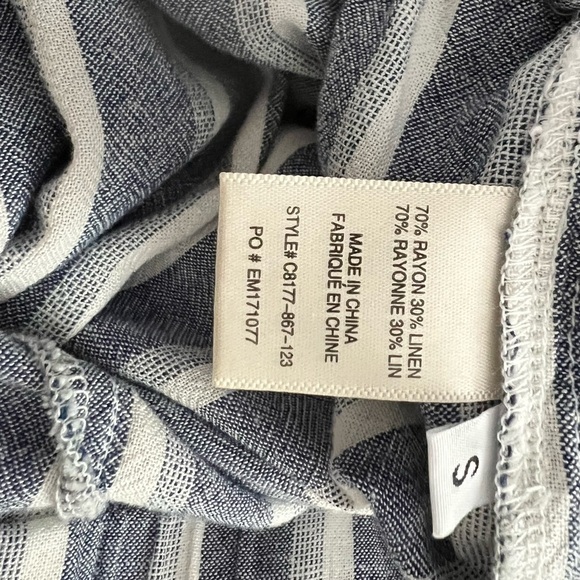 70% RAYON 30% LINEN
70% RAYONNE 30% LIN
MADE IN CHINA
FABRIQUÉ EN CHINE
STYLE# C8177-867-123
PO # EM171077
S